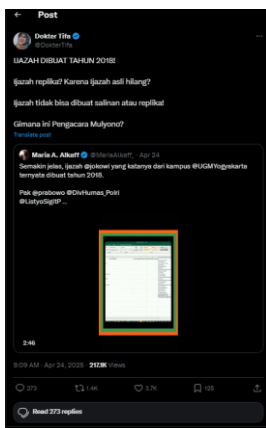 Post
Dokter Tifa
@DokterTifa
IJAZAH DIBUAT TAHUN 2018!
Ijazah replika? Karena Ijazah asli hilang?
Ijazah tidak bisa dibuat salinan atau replika!
Gimana ini Pengacara Mulyono?
Translate post
Maria A. Alkaff @MariaAlkaff_ · Apr 24
Semakin jelas, ijazah @jokowi yang katanya dari kampus @UGMYogyakarta
ternyata dibuat tahun 2018.
Pak @prabowo @DivHumas_Polri
@ListyoSigitP ...
2:46
9:09 AM · Apr 24, 2025 · 217.9K Views
273 1.4K 2.7K 125
Read 273 replies